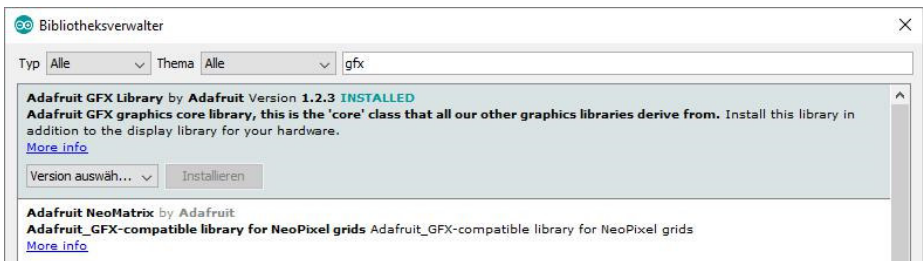 Bibliotheksverwalter
Typ Alle Thema Alle gfx
Adafruit GFX Library by Adafruit Version 1.2.3 INSTALLED
Adafruit GFX graphics core library, this is the 'core' class that all our other graphics libraries derive from. Install this library in
addition to the display library for your hardware.
More info
Version auswäh... Installieren
Adafruit NeoMatrix by Adafruit
Adafruit_GFX-compatible library for NeoPixel grids Adafruit_GFX-compatible library for NeoPixel grids
More info